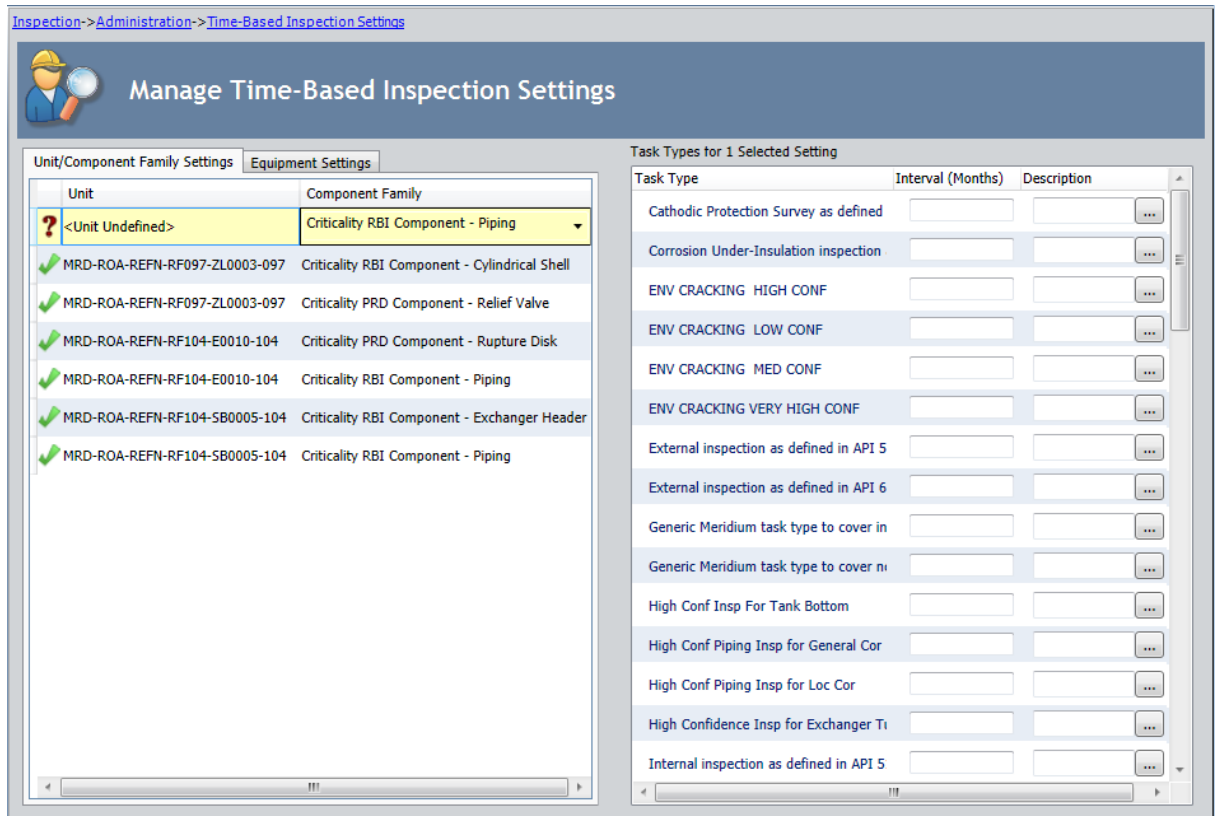 Inspection->Administration->Time-Based Inspection Settings
Manage Time-Based Inspection Settings
Unit/Component Family Settings
Equipment Settings
Unit Component Family
? <Unit Undefined> Criticality RBI Component - Piping
MRD-ROA-REFN-RF097-ZL0003-097 Criticality RBI Component - Cylindrical Shell
MRD-ROA-REFN-RF097-ZL0003-097 Criticality PRD Component - Relief Valve
MRD-ROA-REFN-RF104-E0010-104 Criticality PRD Component - Rupture Disk
MRD-ROA-REFN-RF104-E0010-104 Criticality RBI Component - Piping
MRD-ROA-REFN-RF104-SB0005-104 Criticality RBI Component - Exchanger Header
MRD-ROA-REFN-RF104-SB0005-104 Criticality RBI Component - Piping
Task Types for 1 Selected Setting
Task Type Interval (Months) Description
Cathodic Protection Survey as defined ...
Corrosion Under-Insulation inspection ...
ENV CRACKING  HIGH CONF ...
ENV CRACKING  LOW CONF ...
ENV CRACKING  MED CONF ...
ENV CRACKING VERY HIGH CONF ...
External inspection as defined in API 5 ...
External inspection as defined in API 6 ...
Generic Meridium task type to cover in ...
Generic Meridium task type to cover ...
High Conf Insp For Tank Bottom ...
High Conf Piping Insp for General Cor ...
High Conf Piping Insp for Loc Cor ...
High Confidence Insp for Exchanger ...
Internal inspection as defined in API 5 ...